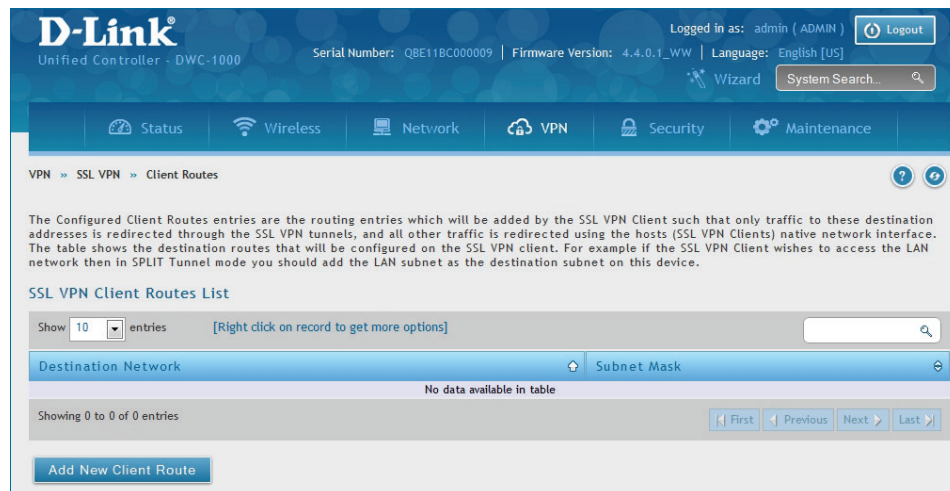 D-Link®
Unified Controller - DWC-1000
Logged in as: admin ( ADMIN ) Logout
Serial Number: QBE11BC000009 | Firmware Version: 4.4.0.1_WW | Language: English [US]
Wizard System Search...
Status Wireless Network VPN Security Maintenance
VPN » SSL VPN » Client Routes
The Configured Client Routes entries are the routing entries which will be added by the SSL VPN Client such that only traffic to these destination
addresses is redirected through the SSL VPN tunnels, and all other traffic is redirected using the hosts (SSL VPN Clients) native network interface.
The table shows the destination routes that will be configured on the SSL VPN client. For example if the SSL VPN Client wishes to access the LAN
network then in SPLIT Tunnel mode you should add the LAN subnet as the destination subnet on this device.
SSL VPN Client Routes List
Show 10 entries [Right click on record to get more options]
Destination Network Subnet Mask
No data available in table
Showing 0 to 0 of 0 entries First Previous Next Last
Add New Client Route